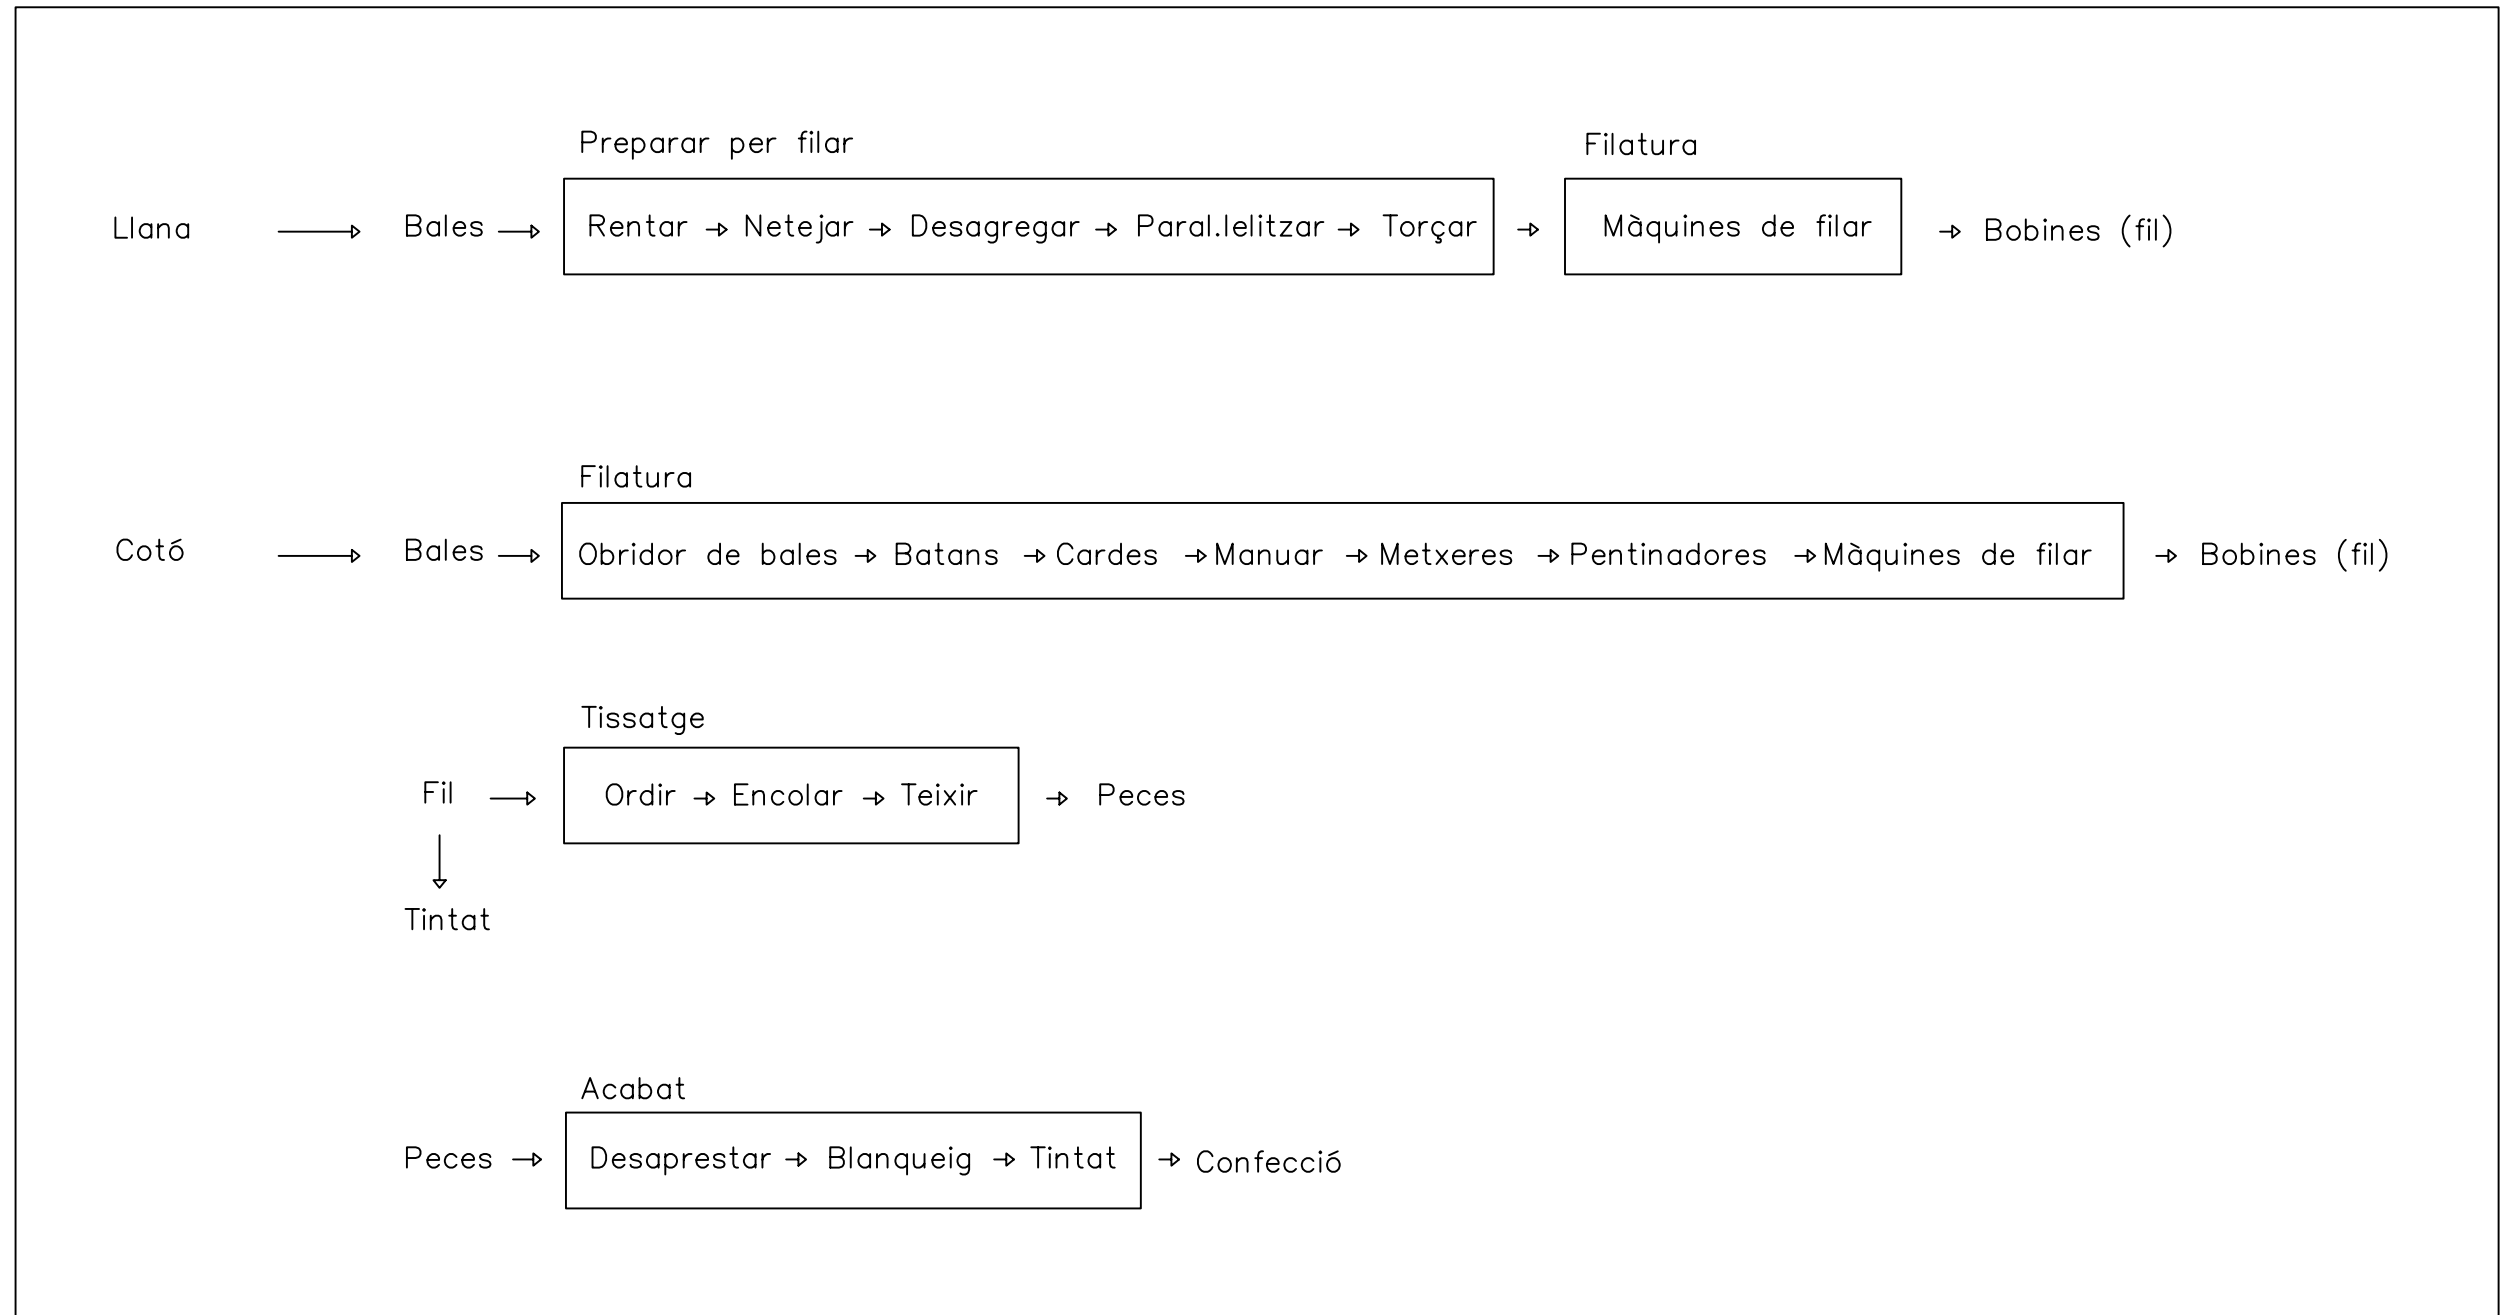 Preparar per filar
Filatura
Llana
Bales
Rentar
Netejar
Desagregar
Paral.lelitzar
Torçar
Màquines de filar
Bobines (fil)
Filatura
Cotó
Bales
Obridor de bales
Batans
Cardes
Manuar
Metxeres
Pentinadores
Màquines de filar
Bobines (fil)
Tissatge
Fil
Ordir
Encolar
Teixir
Peces
Tintat
Acabat
Peces
Desaprestar
Blanqueig
Tintat
Confecció